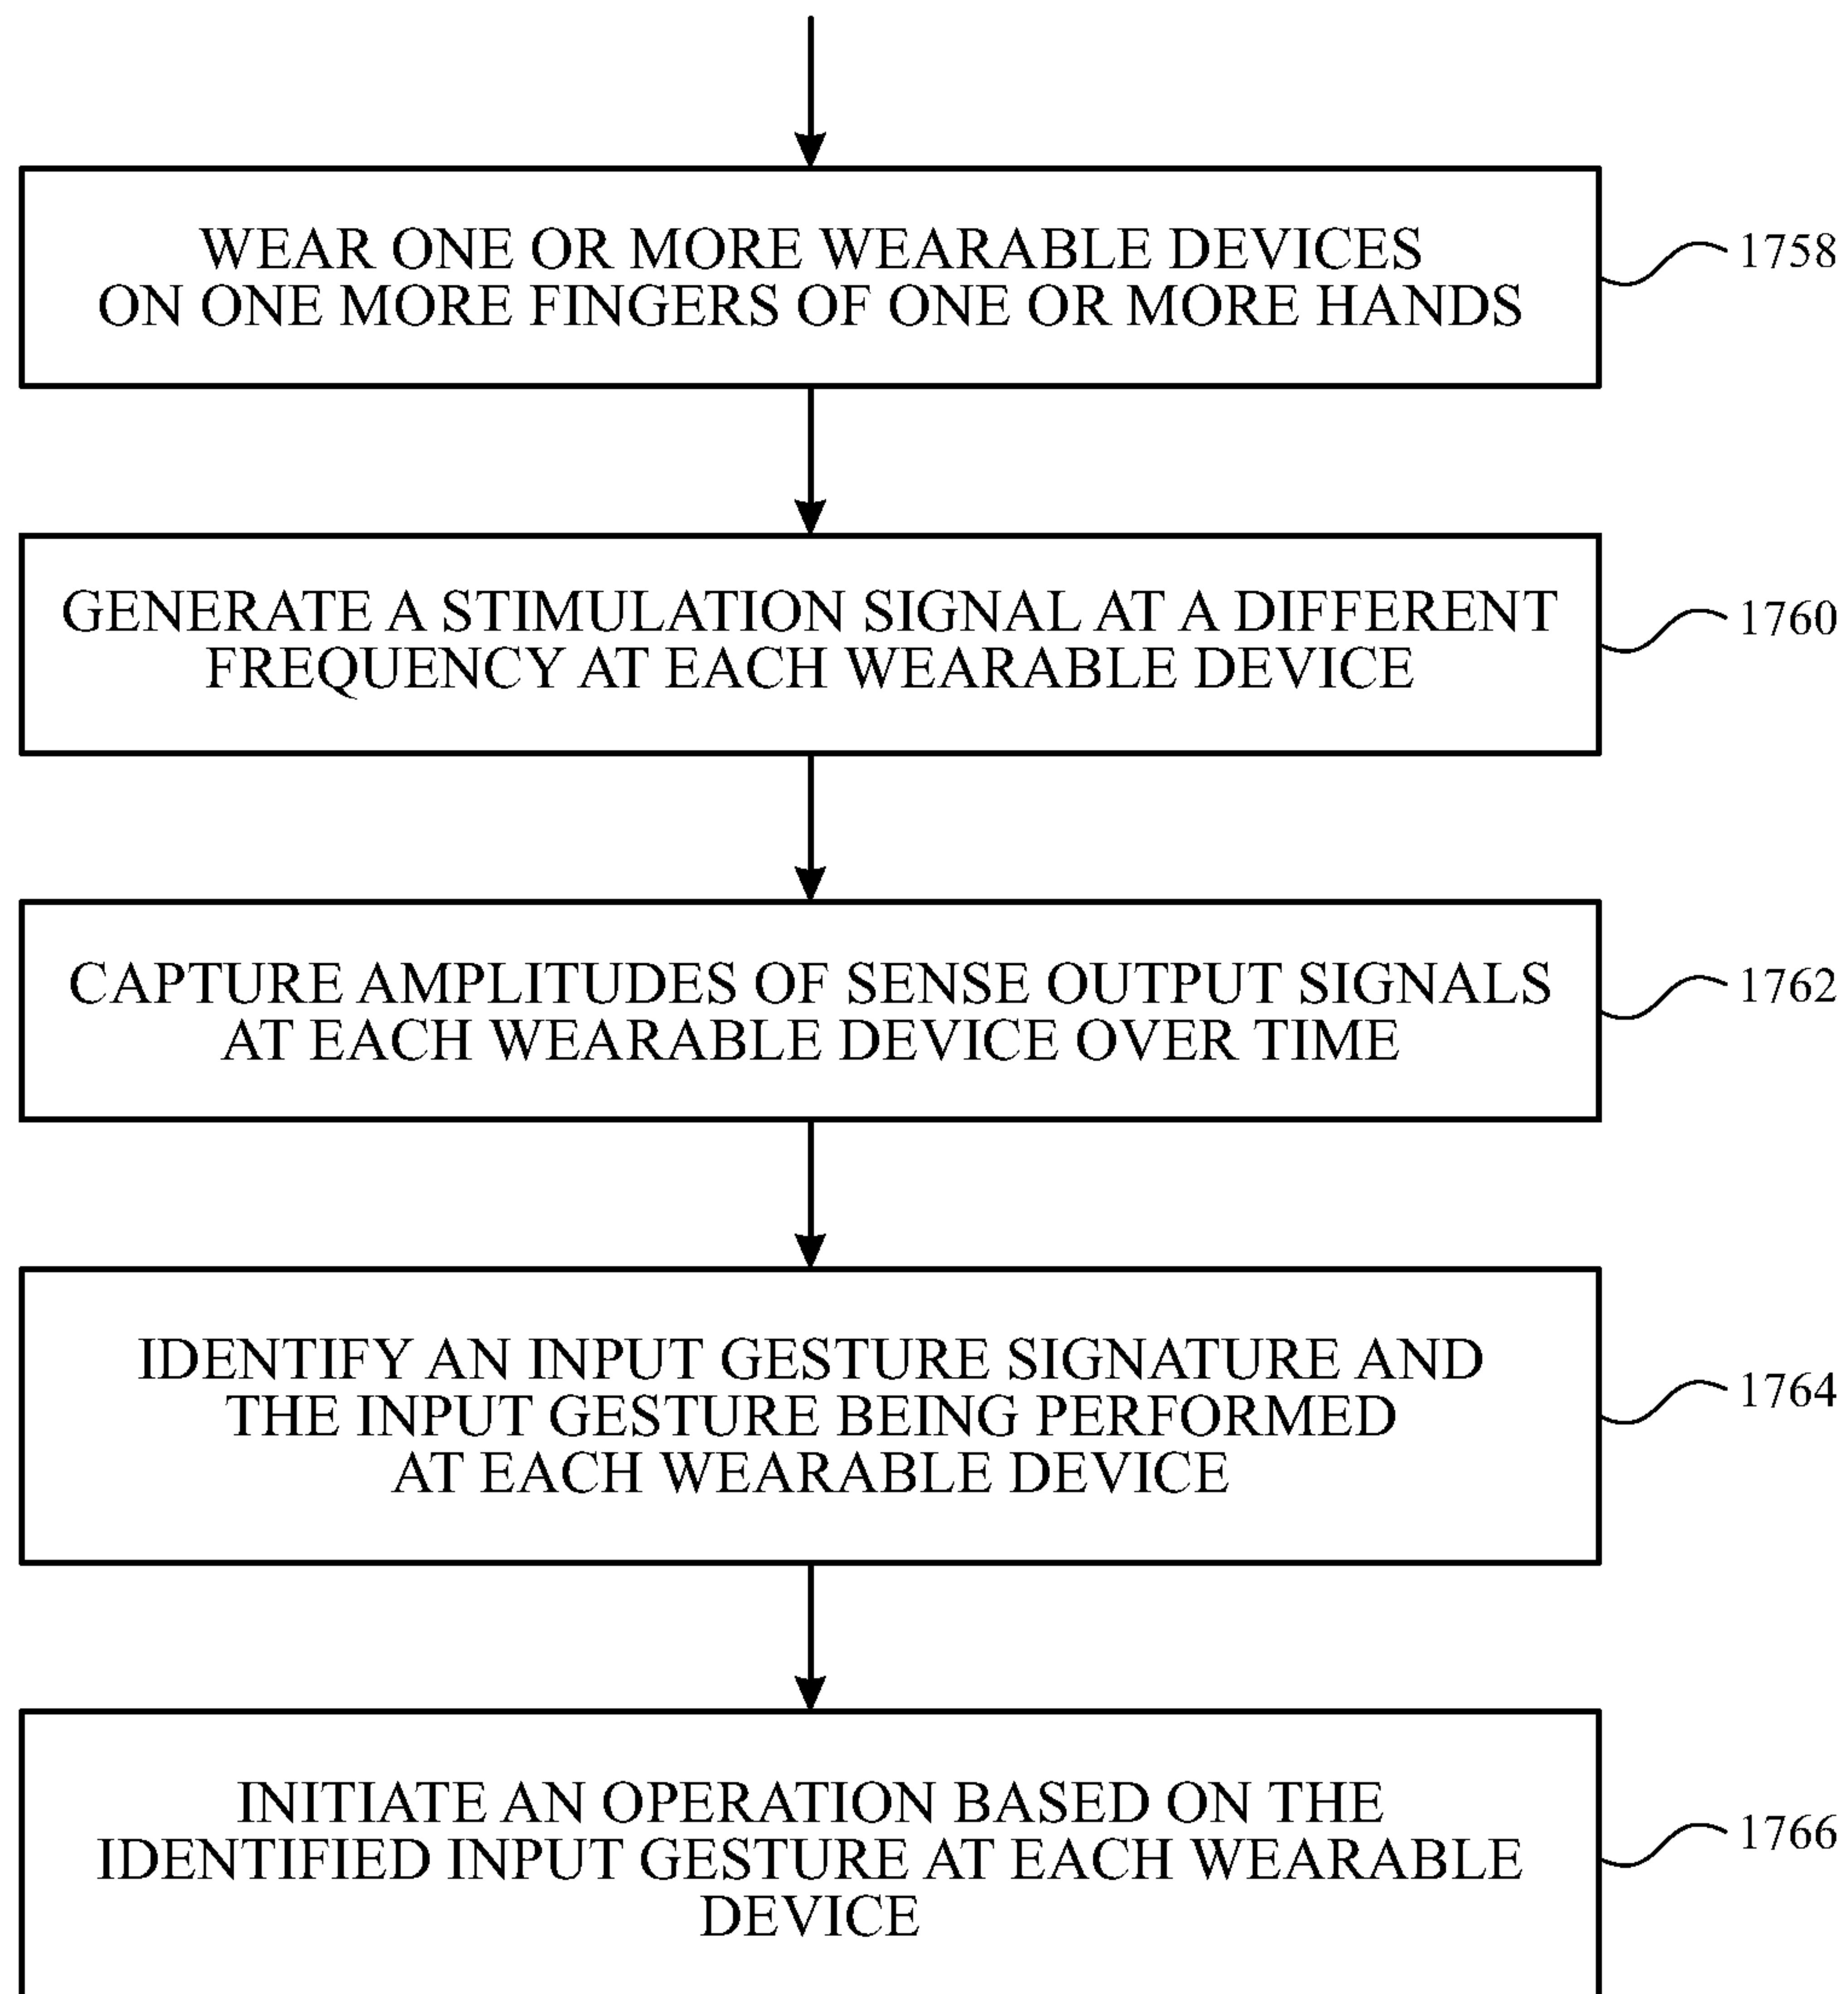 WEAR ONE OR MORE WEARABLE DEVICES
ON ONE MORE FINGERS OF ONE OR MORE HANDS
1758
GENERATE A STIMULATION SIGNAL AT A DIFFERENT
FREQUENCY AT EACH WEARABLE DEVICE
1760
CAPTURE AMPLITUDES OF SENSE OUTPUT SIGNALS
AT EACH WEARABLE DEVICE OVER TIME
1762
IDENTIFY AN INPUT GESTURE SIGNATURE AND
THE INPUT GESTURE BEING PERFORMED
AT EACH WEARABLE DEVICE
1764
INITIATE AN OPERATION BASED ON THE
IDENTIFIED INPUT GESTURE AT EACH WEARABLE
DEVICE
1766